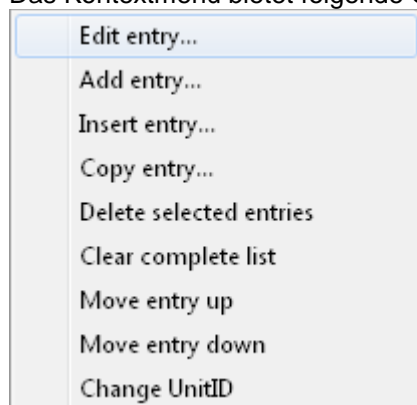 Das Kontextmenü bietet folgende
Edit entry...
Add entry...
Insert entry...
Copy entry...
Delete selected entries
Clear complete list
Move entry up
Move entry down
Change UnitID